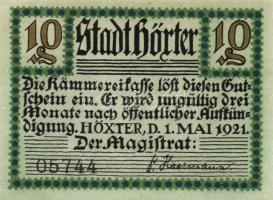 10 Stadt Höxter 10
Die Kämmereikasse löst diesen Gut-
schein ein. Er wird ungültig drei
Monate nach öffentlicher Aufkün-
digung. HÖXTER, D. 1. MAI 1921.
Der Magistrat:
05744